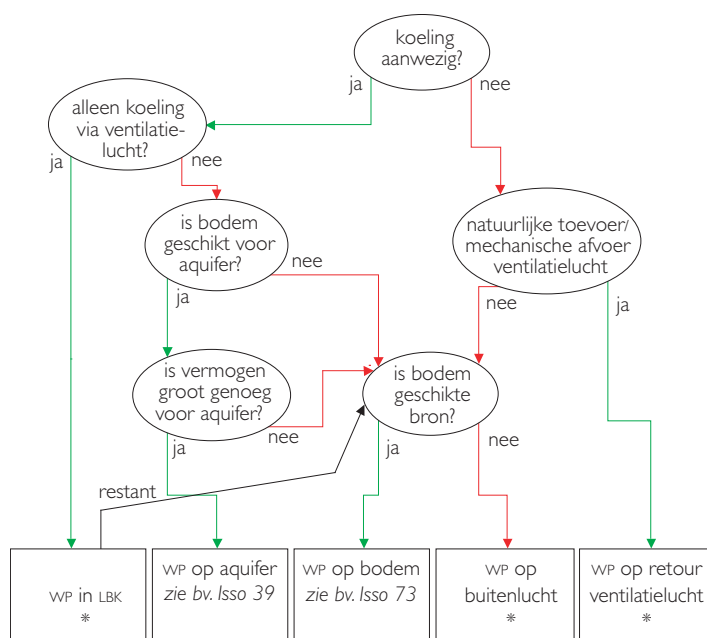 koeling
aanwezig?
ja
nee
alleen koeling
via ventilatie-
lucht?
ja
nee
is bodem
geschikt voor
aquifer?
nee
ja
natuurlijke toevoer/
mechanische afvoer
ventilatielucht
nee
ja
is vermogen
groot genoeg
voor aquifer?
nee
ja
is bodem
geschikte
bron?
ja
nee
restant
WP in LBK
*
WP op aquifer
zie bv. Isso 39
WP op bodem
zie bv. Isso 73
WP op
buitenlucht
*
WP op retour
ventilatielucht
*